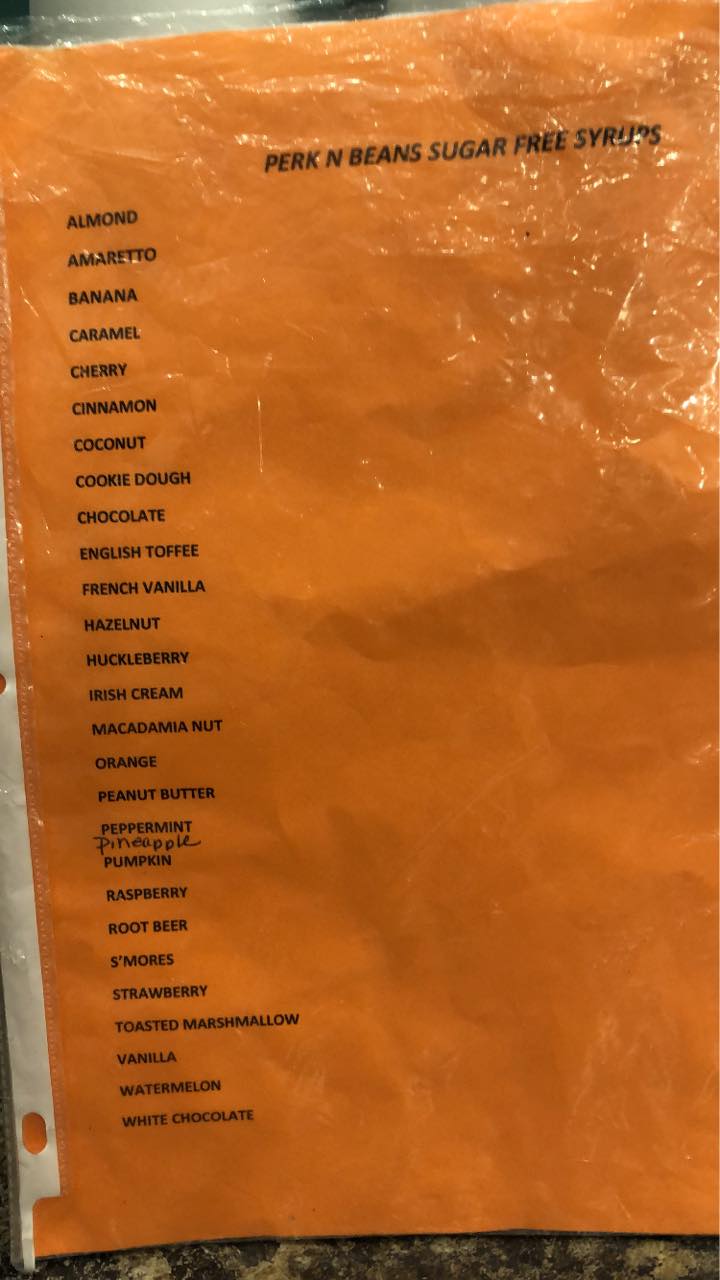 PERK N BEANS SUGAR FREE SYRUPS
ALMOND
AMARETTO
BANANA
CARAMEL
CHERRY
CINNAMON
COCONUT
COOKIE DOUGH
CHOCOLATE
ENGLISH TOFFEE
FRENCH VANILLA
HAZELNUT
HUCKLEBERRY
IRISH CREAM
MACADAMIA NUT
ORANGE
PEANUT BUTTER
PEPPERMINT
Pineapple
PUMPKIN
RASPBERRY
ROOT BEER
S'MORES
STRAWBERRY
TOASTED MARSHMALLOW
VANILLA
WATERMELON
WHITE CHOCOLATE